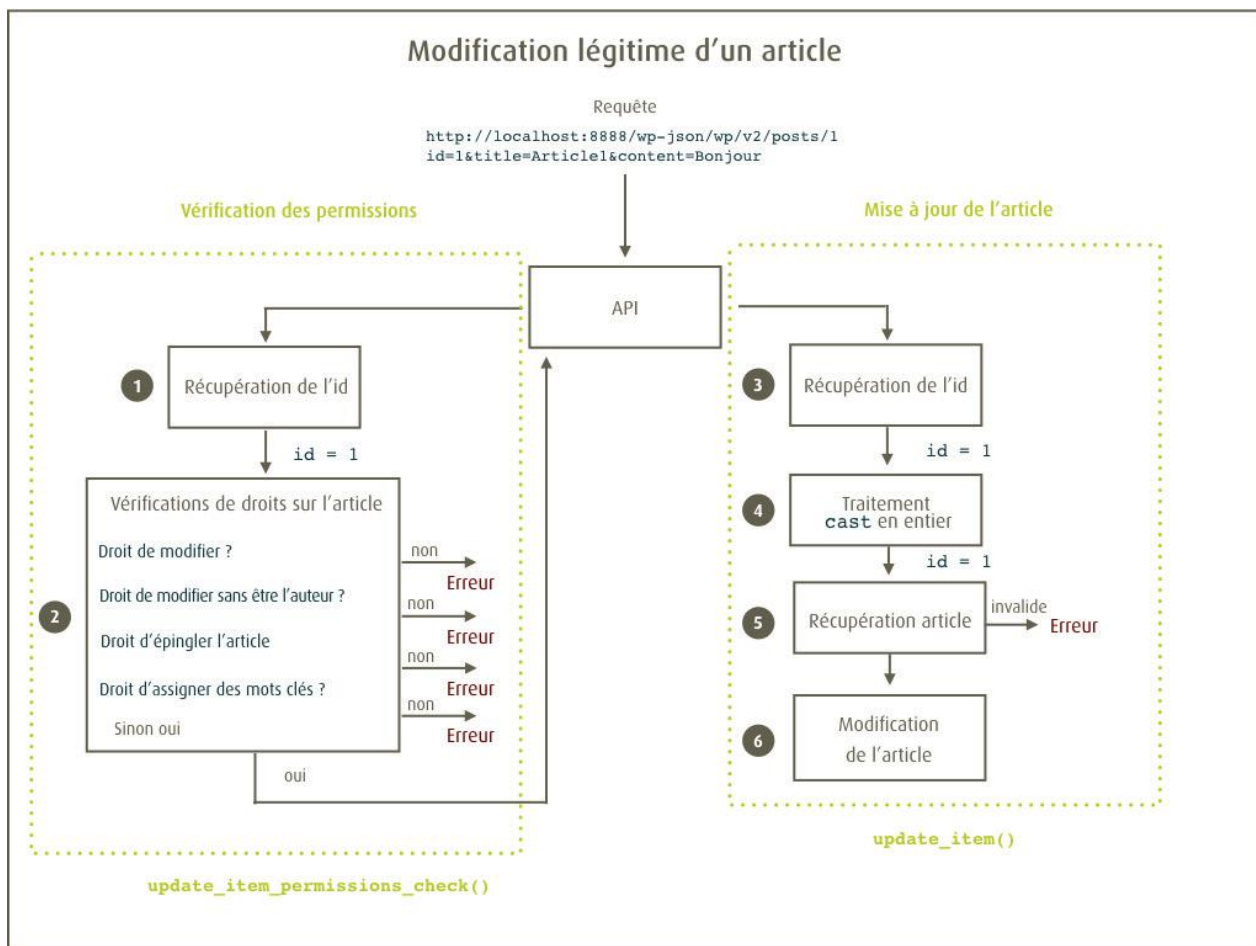 Modification légitime d’un article
Requête
http://localhost:8888/wp-json/wp/v2/posts/1
id=1&title=Article1&content=Bonjour
Vérification des permissions
Mise à jour de l’article
API
1
Récupération de l’id
id = 1
Vérifications de droits sur l’article
2
Droit de modifier ?
non
Erreur
Droit de modifier sans être l’auteur ?
non
Erreur
Droit d’épingler l’article
non
Erreur
Droit d’assigner des mots clés ?
non
Erreur
Sinon oui
oui
update_item_permissions_check()
3
Récupération de l’id
id = 1
4
Traitement
cast en entier
id = 1
5
Récupération article
invalide
Erreur
6
Modification
de l’article
update_item()